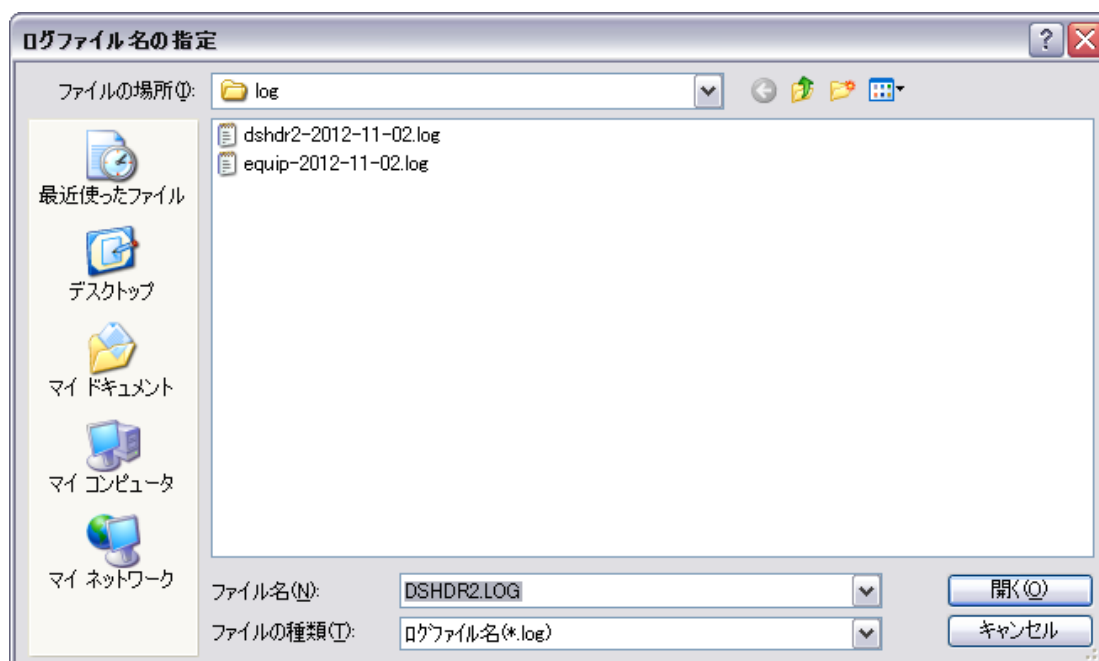 ログファイル名の指定
ファイルの場所(I):
log
dshdr2-2012-11-02.log
equip-2012-11-02.log
最近使ったファイル
デスクトップ
マイ ドキュメント
マイ コンピュータ
マイ ネットワーク
ファイル名(N):
DSHDR2.LOG
開く(O)
ファイルの種類(T):
ログファイル名(*.log)
キャンセル